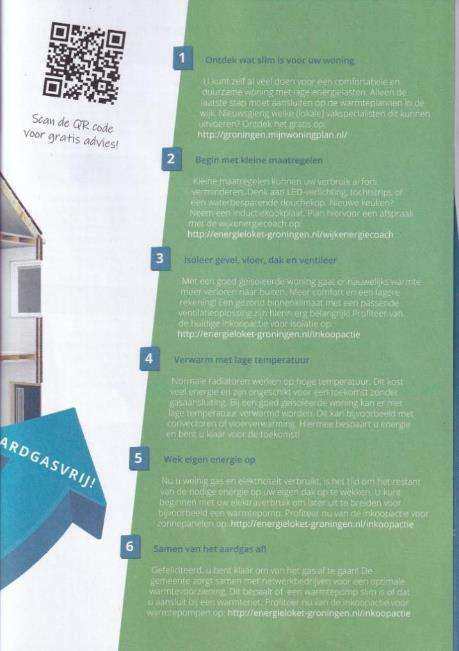 Scan de QR code
voor gratis advies!
AARDGASVRIJ!
1
Ontdek wat slim is voor uw woning
U kunt zelf al veel doen voor een comfortabele en
duurzame woning met lage energielasten. Alleen de
laatste stap moet aansluiten op de warmteplannen in de
wijk. Nieuwsgierig welke (lokale) vakspecialisten dit kunnen
uitvoeren? Ontdek het gratis op:
http://groningen.mijnwoningplan.nl/
2
Begin met kleine maatregelen
Kleine maatregelen kunnen uw verbruik al fors
verminderen. Denk aan LED-verlichting, tochtstrips of
een waterbesparende douchekop. Nieuwe keuken?
Neem een inductiekookplaat. Plan hiervoor een afspraak
met de wijkenergiecoach op:
http://energieloket-groningen.nl/wijkenergiecoach
3
Isoleer gevel, vloer, dak en ventileer
Met een goed geïsoleerde woning gaat er nauwelijks warmte
meer verloren naar buiten. Meer comfort en een lagere
rekening! Een gezond binnenklimaat met een passende
ventilatieoplossing zijn hierin erg belangrijk! Profiteer van
de huidige inkoopactie voor isolatie op:
http://energieloket-groningen.nl/inkoopactie
4
Verwarm met lage temperatuur
Normale radiatoren werken op hoge temperatuur. Dit kost
veel energie en zijn ongeschikt voor een toekomst zonder
gasaansluiting. Bij een goed geïsoleerde woning kan er met
lage temperatuur verwarmd worden. Dit kan bijvoorbeeld met
convectoren of vloerverwarming. Hiermee bespaart u energie
en bent u klaar voor de toekomst!
5
Wek eigen energie op
Nu u weinig gas en elektriciteit verbruikt, is het tijd om het restant
van de nodige energie op uw eigen dak op te wekken. U kunt
beginnen met uw elektraverbruik om later uit te breiden voor
bijvoorbeeld een warmtepomp. Profiteer nu van de inkoopactie voor
zonnepanelen op: http://energieloket-groningen.nl/inkoopactie
6
Samen van het aardgas af!
Gefeliciteerd, u bent klaar om van het gas af te gaan! De
gemeente zorgt samen met netwerkbedrijven voor een optimale
warmtevoorziening. Dit bepaalt of een warmtepomp slim is of dat
u aansluit bij een warmtenet. Profiteer nu van de inkoopactie voor
warmtepompen op: http://energieloket-groningen.nl/inkoopactie